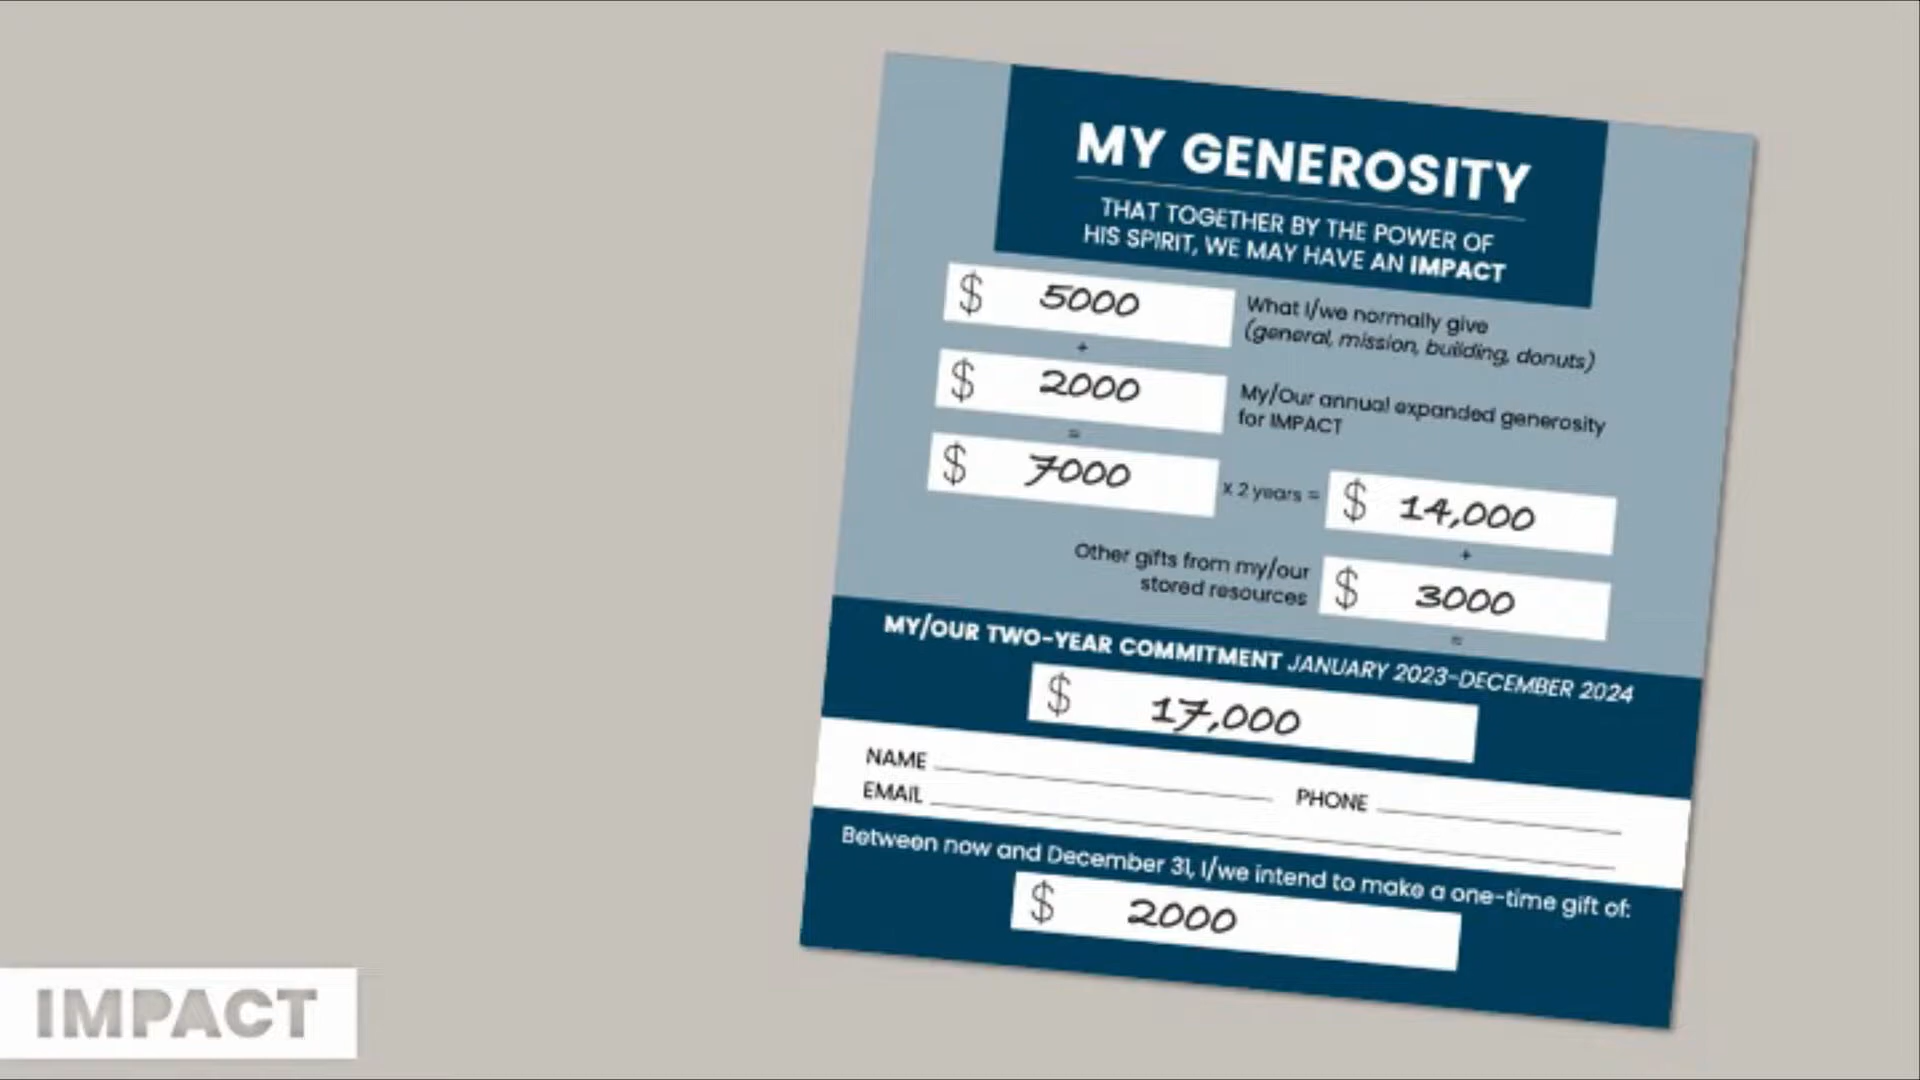 MY GENEROSITY
THAT TOGETHER BY THE POWER OF
HIS SPIRIT, WE MAY HAVE AN IMPACT
$ 5000
What I/we normally give
(general, mission, building, donuts)
+
$ 2000
My/Our annual expanded generosity
for IMPACT
=
$ 7000 x 2 years = $ 14,000
+
Other gifts from my/our
stored resources
$ 3000
=
MY/OUR TWO-YEAR COMMITMENT JANUARY 2023-DECEMBER 2024
$ 17,000
NAME PHONE
EMAIL
Between now and December 31, I/we intend to make a one-time gift of:
$ 2000
IMPACT